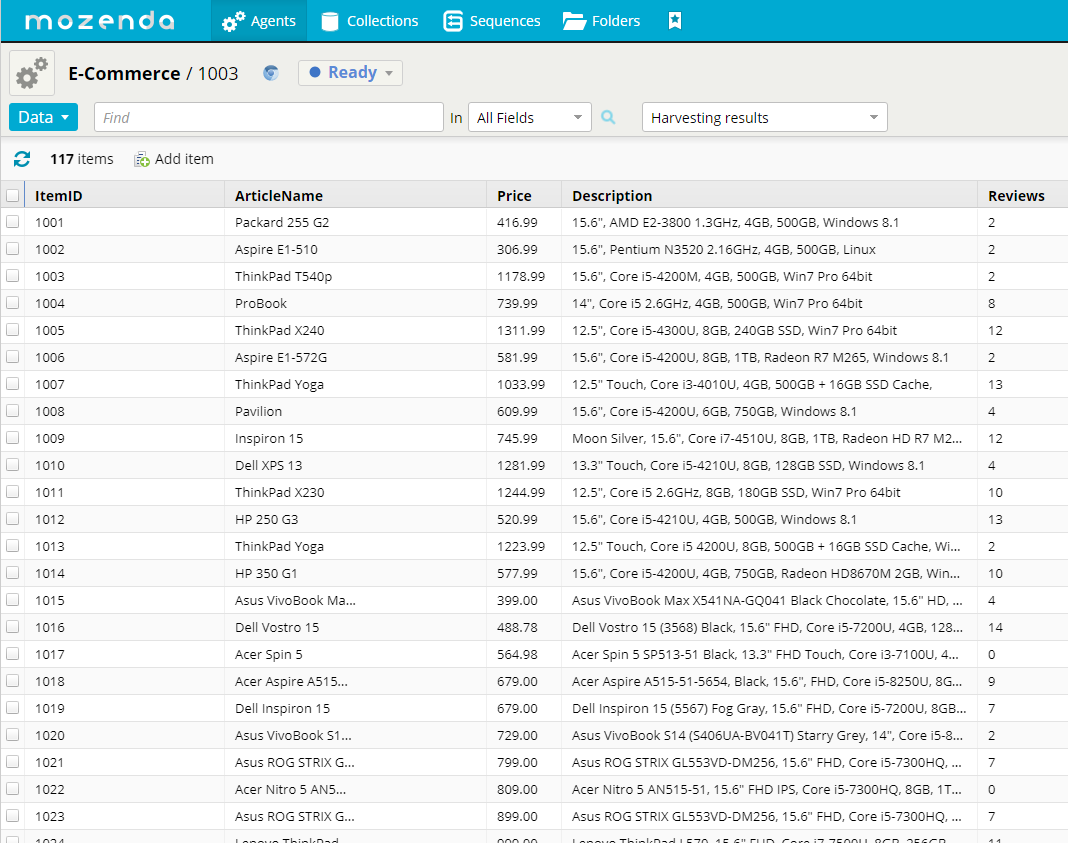 mozenda Agents Collections Sequences Folders
E-Commerce / 1003 Ready
Data Find In All Fields Harvesting results
117 items Add item
ItemID ArticleName Price Description Reviews
1001 Packard 255 G2 416.99 15.6", AMD E2-3800 1.3GHz, 4GB, 500GB, Windows 8.1 2
1002 Aspire E1-510 306.99 15.6", Pentium N3520 2.16GHz, 4GB, 500GB, Linux 2
1003 ThinkPad T540p 1178.99 15.6", Core i5-4200M, 4GB, 500GB, Win7 Pro 64bit 2
1004 ProBook 739.99 14", Core i5 2.6GHz, 4GB, 500GB, Win7 Pro 64bit 8
1005 ThinkPad X240 1311.99 12.5", Core i5-4300U, 8GB, 240GB SSD, Win7 Pro 64bit 12
1006 Aspire E1-572G 581.99 15.6", Core i5-4200U, 8GB, 1TB, Radeon R7 M265, Windows 8.1 2
1007 ThinkPad Yoga 1033.99 12.5" Touch, Core i3-4010U, 4GB, 500GB + 16GB SSD Cache, 13
1008 Pavilion 609.99 15.6", Core i5-4200U, 6GB, 750GB, Windows 8.1 4
1009 Inspiron 15 745.99 Moon Silver, 15.6", Core i7-4510U, 8GB, 1TB, Radeon HD R7 M2... 12
1010 Dell XPS 13 1281.99 13.3" Touch, Core i5-4210U, 8GB, 128GB SSD, Windows 8.1 4
1011 ThinkPad X230 1244.99 12.5", Core i5 2.6GHz, 8GB, 180GB SSD, Win7 Pro 64bit 10
1012 HP 250 G3 520.99 15.6", Core i5-4210U, 4GB, 500GB, Windows 8.1 13
1013 ThinkPad Yoga 1223.99 12.5" Touch, Core i5 4200U, 8GB, 500GB + 16GB SSD Cache, Wi... 2
1014 HP 350 G1 577.99 15.6", Core i5-4200U, 4GB, 750GB, Radeon HD8670M 2GB, Win... 10
1015 Asus VivoBook Ma... 399.00 Asus VivoBook Max X541NA-GQ041 Black Chocolate, 15.6" HD, ... 4
1016 Dell Vostro 15 488.78 Dell Vostro 15 (3568) Black, 15.6" FHD, Core i5-7200U, 4GB, 128... 14
1017 Acer Spin 5 564.98 Acer Spin 5 SP513-51 Black, 13.3" FHD Touch, Core i3-7100U, 4... 0
1018 Acer Aspire A515... 679.00 Acer Aspire A515-51-5654, Black, 15.6", FHD, Core i5-8250U, 8G... 9
1019 Dell Inspiron 15 679.00 Dell Inspiron 15 (5567) Fog Gray, 15.6" FHD, Core i5-7200U, 8GB... 7
1020 Asus VivoBook S1... 729.00 Asus VivoBook S14 (S406UA-BV041T) Starry Grey, 14", Core i5-8... 2
1021 Asus ROG STRIX G... 799.00 Asus ROG STRIX GL553VD-DM256, 15.6" FHD, Core i5-7300HQ, ... 7
1022 Acer Nitro 5 AN5... 809.00 Acer Nitro 5 AN515-51, 15.6" FHD IPS, Core i5-7300HQ, 8GB, 1T... 0
1023 Asus ROG STRIX G... 899.00 Asus ROG STRIX GL553VD-DM256, 15.6" FHD, Core i5-7300HQ, ... 7
1024 Lenovo ThinkPad... 999.00 Lenovo ThinkPad L570, 15.6" FHD, Core i7-7500U, 8GB, 256GB... 11